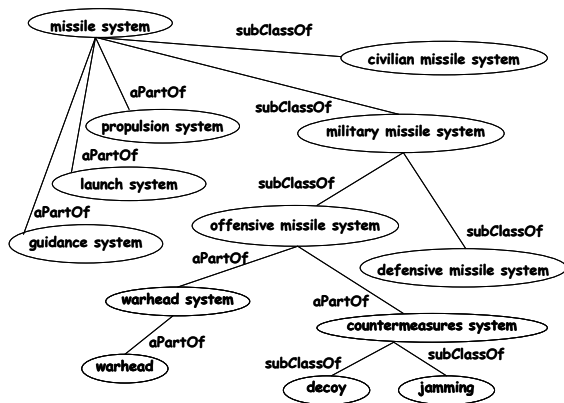 missile system
subClassOf
civilian missile system
aPartOf
subClassOf
propulsion system
military missile system
aPartOf
launch system
subClassOf
aPartOf
offensive missile system
guidance system
subClassOf
aPartOf
defensive missile system
warhead system
aPartOf
countermeasures system
aPartOf
subClassOf
subClassOf
warhead
decoy
jamming